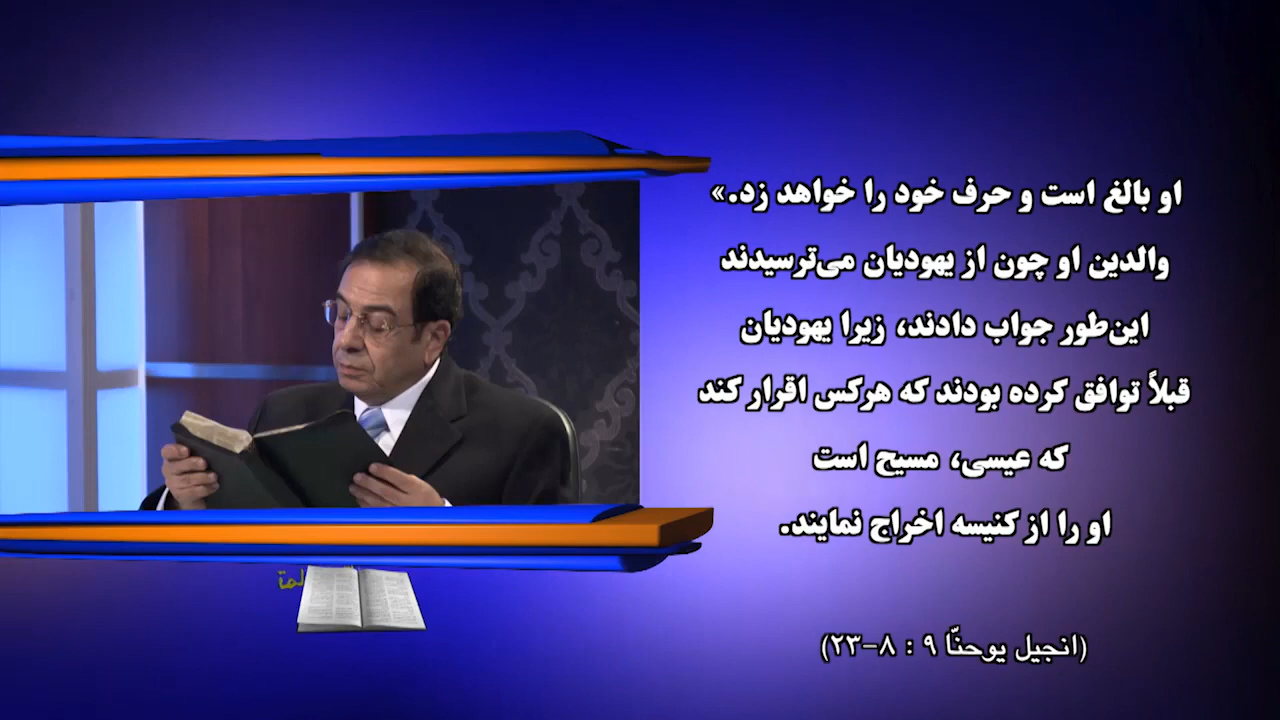 او بالغ است و حرف خود را خواهد زد.»
والدین او چون از یهودیان می‌ترسیدند
این‌طور جواب دادند، زیرا یهودیان
قبلاً توافق کرده بودند که هرکس اقرار کند
که عیسی، مسیح است
او را از کنیسه اخراج نمایند.
(انجیل یوحنّا ۹ : ۸-۲۳)